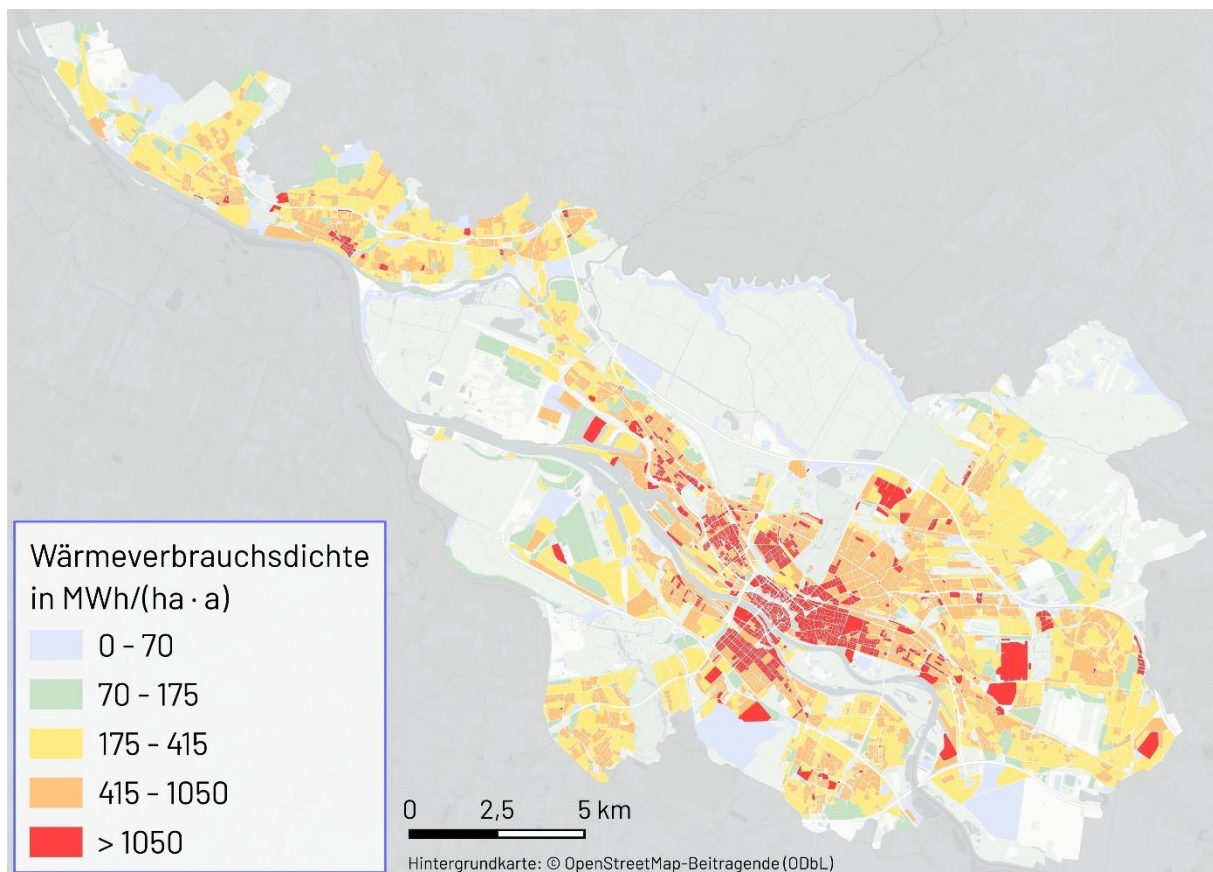 Wärmeverbrauchsdichte
in MWh/(ha · a)
0 - 70
70 - 175
175 - 415
415 - 1050
> 1050
0 2,5 5 km
Hintergrundkarte: © OpenStreetMap-Beitragende (ODbL)